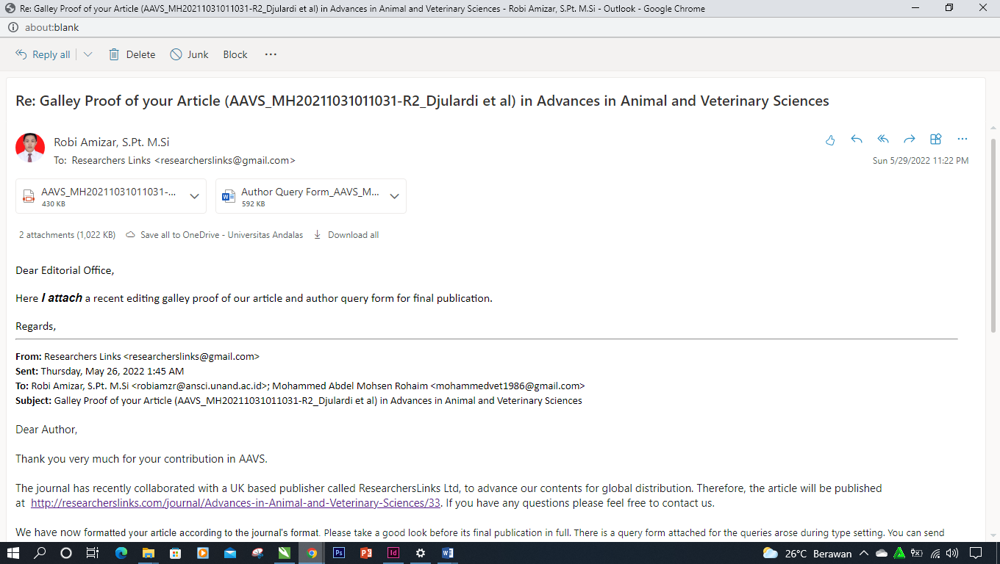 Re: Galley Proof of your Article (AAVS_MH20211031011031-R2_Djulardi et al) in Advances in Animal and Veterinary Sciences - Robi Amizar, S.Pt. M.Si - Outlook - Google Chrome
about:blank
Reply all
Delete
Junk
Block
Re: Galley Proof of your Article (AAVS_MH20211031011031-R2_Djulardi et al) in Advances in Animal and Veterinary Sciences
Robi Amizar, S.Pt. M.Si
To: Researchers Links <researcherslinks@gmail.com>
Sun 5/29/2022 11:22 PM
AAVS_MH20211031011031-...
430 KB
Author Query Form_AAVS_M...
592 KB
2 attachments (1,022 KB) Save all to OneDrive - Universitas Andalas Download all
Dear Editorial Office,
Here I attach a recent editing galley proof of our article and author query form for final publication.
Regards,
From: Researchers Links <researcherslinks@gmail.com>
Sent: Thursday, May 26, 2022 1:45 AM
To: Robi Amizar, S.Pt. M.Si <robiamzr@ansci.unand.ac.id>; Mohammed Abdel Mohsen Rohaim <mohammedvet1986@gmail.com>
Subject: Galley Proof of your Article (AAVS_MH20211031011031-R2_Djulardi et al) in Advances in Animal and Veterinary Sciences
Dear Author,
Thank you very much for your contribution in AAVS.
The journal has recently collaborated with a UK based publisher called ResearchersLinks Ltd, to advance our contents for global distribution. Therefore, the article will be published
at http://researcherslinks.com/journal/Advances-in-Animal-and-Veterinary-Sciences/33. If you have any questions please feel free to contact us.
We have now formatted your article according to the journal's format. Please take a good look before its final publication in full. There is a query form attached for the queries arose during type setting. You can send
Ps
Id
26°C Berawan